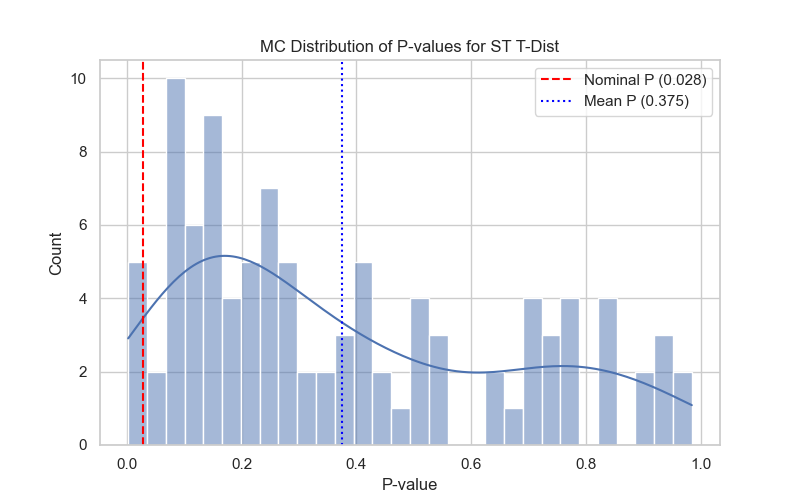 MC Distribution of P-values for ST T-Dist
Nominal P (0.028)
Mean P (0.375)
Count
10
8
6
4
2
0
0.0 0.2 0.4 0.6 0.8 1.0
P-value